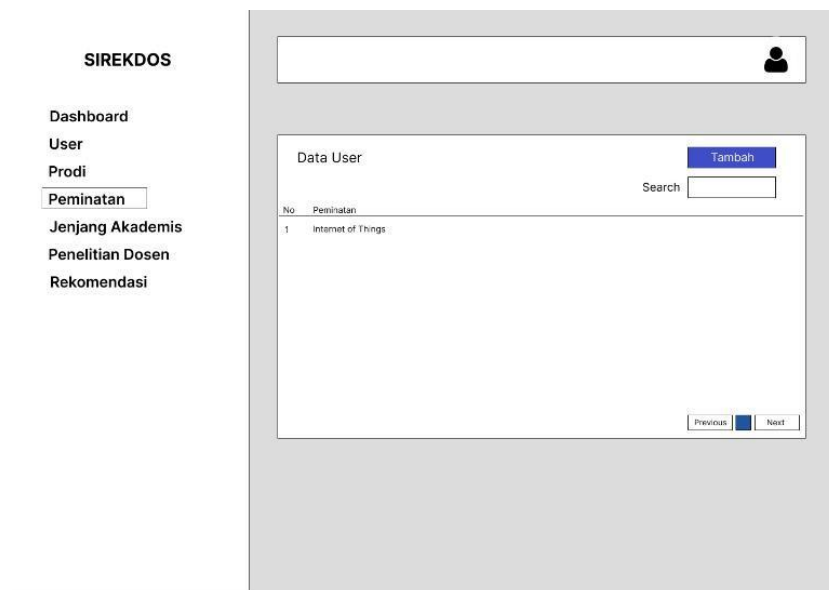 SIREKDOS
Dashboard
User
Prodi
Peminatan
Jenjang Akademis
Penelitian Dosen
Rekomendasi
Data User
Tambah
Search
No Peminatan
1 Internet of Things
Previous Next